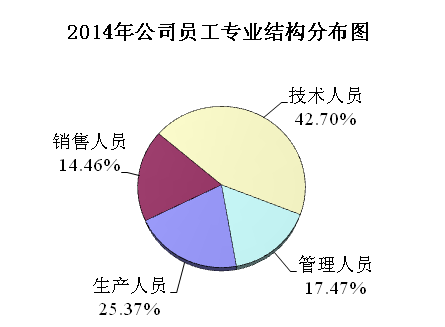 2014年公司员工专业结构分布图
技术人员
42.70%
销售人员
14.46%
管理人员
17.47%
生产人员
25.37%